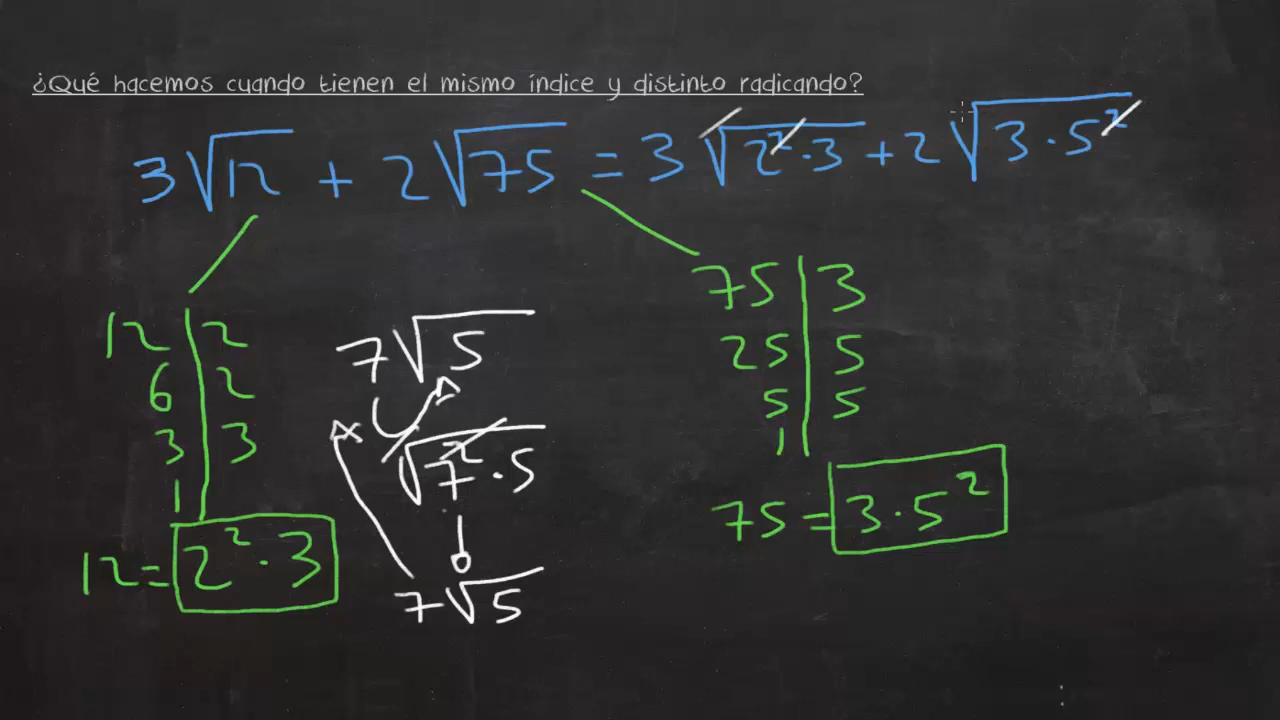 ¿Qué hacemos cuando tienen el mismo índice y distinto radicando?
3√12 + 2√75 = 3√2²·3 + 2√3·5²
12 | 2
6 | 2
3 | 3
1
12 = 2²·3
7√5
√7²·5
7√5
75 | 3
25 | 5
5 | 5
1
75 = 3·5²